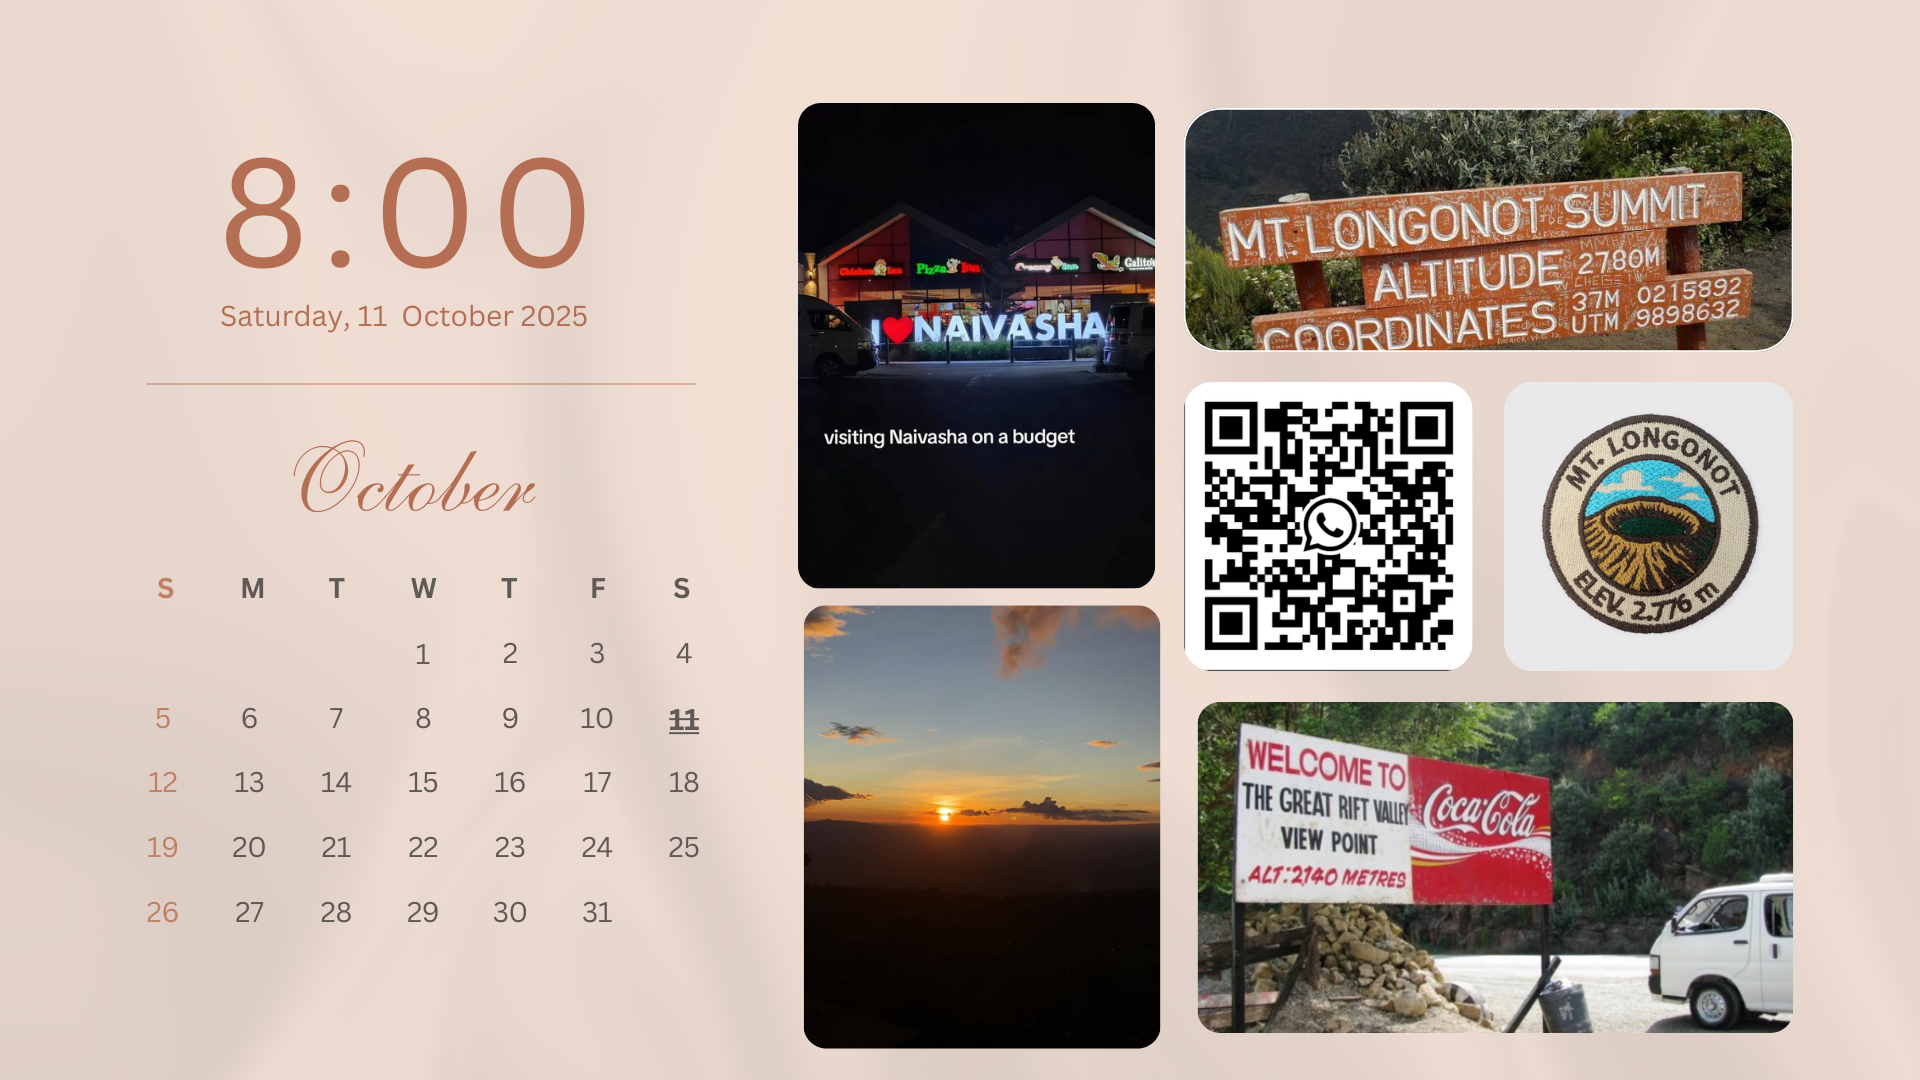 8:00
Saturday, 11 October 2025
October
S M T W T F S
1 2 3 4
5 6 7 8 9 10 11
12 13 14 15 16 17 18
19 20 21 22 23 24 25
26 27 28 29 30 31
Chicken Inn
Pizza Inn
Creamy Inn
Galito's
I NAIVASHA
visiting Naivasha on a budget
MT LONGONOT SUMMIT
ALTITUDE 2780M
COORDINATES 37M 0215892
UTM 9898632
MT. LONGONOT
ELEV. 2.776 m
WELCOME TO
THE GREAT RIFT VALLEY
VIEW POINT
ALT:2140 METRES
Coca-Cola